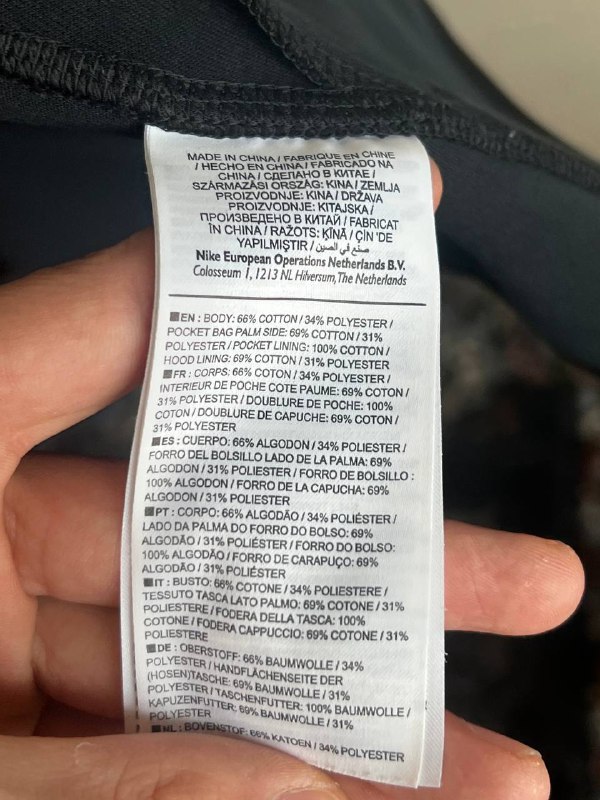 MADE IN CHINA / FABRIQUE EN CHINE
/ HECHO EN CHINA / FABRICADO NA
CHINA / СДЕЛАНО В КИТАЕ /
SZÁRMAZÁSI ORSZÁG: KINA / ZEMLJA
PROIZVODNJE: KINA / DRŽAVA
PROIZVODNJE: KITAJSKA /
ПРОИЗВЕДЕНО В КИТАЙ / FABRICAT
ÎN CHINA / RAŽOTS: ĶĪNĀ / ÇİN 'DE
YAPILMIŞTIR / صنع في الصين
Nike European Operations Netherlands B.V.
Colosseum 1, 1213 NL Hilversum, The Netherlands
■EN : BODY: 66% COTTON / 34% POLYESTER /
POCKET BAG PALM SIDE: 69% COTTON / 31%
POLYESTER / POCKET LINING: 100% COTTON /
HOOD LINING: 69% COTTON / 31% POLYESTER
■FR : CORPS: 66% COTON / 34% POLYESTER /
INTERIEUR DE POCHE COTE PAUME: 69% COTON /
31% POLYESTER / DOUBLURE DE POCHE: 100%
COTON / DOUBLURE DE CAPUCHE: 69% COTON /
31% POLYESTER
■ES : CUERPO: 66% ALGODON / 34% POLIESTER /
FORRO DEL BOLSILLO LADO DE LA PALMA: 69%
ALGODON / 31% POLIESTER / FORRO DE BOLSILLO :
100% ALGODON / FORRO DE LA CAPUCHA: 69%
ALGODON / 31% POLIESTER
■PT : CORPO: 66% ALGODÃO / 34% POLIÉSTER /
LADO DA PALMA DO FORRO DO BOLSO: 69%
ALGODÃO / 31% POLIÉSTER / FORRO DO BOLSO:
100% ALGODÃO / FORRO DE CARAPUÇO: 69%
ALGODÃO / 31% POLIÉSTER
■IT : BUSTO: 66% COTONE / 34% POLIESTERE /
TESSUTO TASCA LATO PALMO: 69% COTONE / 31%
POLIESTERE / FODERA DELLA TASCA: 100%
COTONE / FODERA CAPPUCCIO: 69% COTONE / 31%
POLIESTERE
■DE : OBERSTOFF: 66% BAUMWOLLE / 34%
POLYESTER / HANDFLÄCHENSEITE DER
(HOSEN)TASCHE: 69% BAUMWOLLE / 31%
POLYESTER / TASCHENFUTTER: 100% BAUMWOLLE /
KAPUZENFUTTER: 69% BAUMWOLLE / 31%
POLYESTER
■NL : BOVENSTOF: 66% KATOEN / 34% POLYESTER